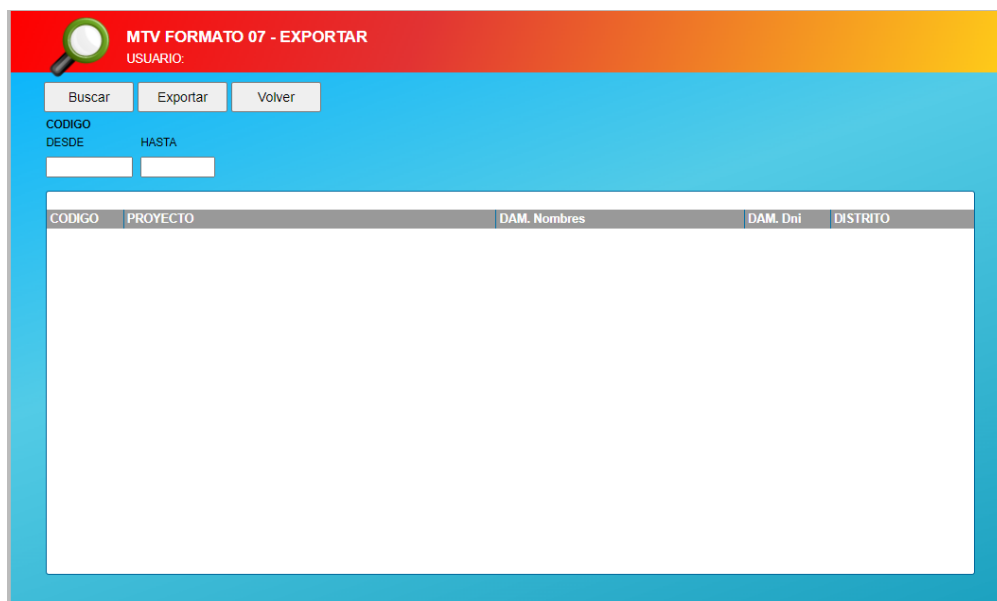 MTV FORMATO 07 - EXPORTAR
USUARIO:
Buscar Exportar Volver
CODIGO
DESDE HASTA
CODIGO PROYECTO DAM. Nombres DAM. Dni DISTRITO